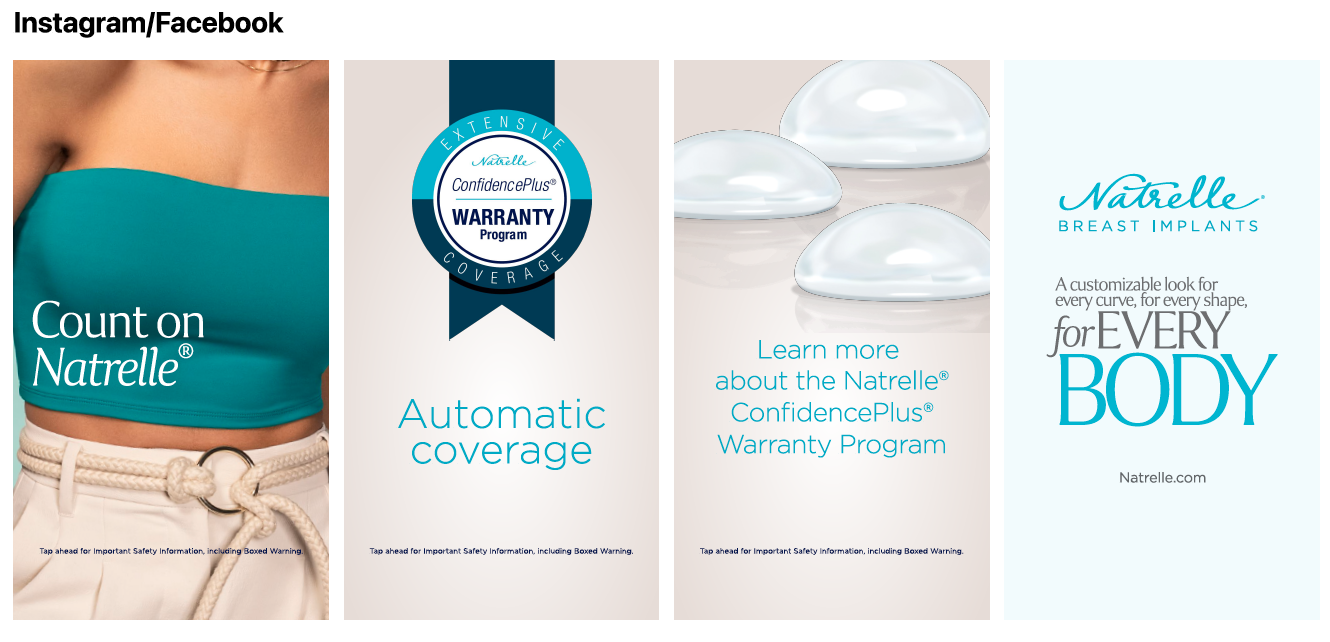 Instagram/Facebook
Count on
Natrelle®
Tap ahead for Important Safety Information, including Boxed Warning.
EXTENSIVE
Natrelle
ConfidencePlus®
WARRANTY
Program
COVERAGE
Automatic
coverage
Tap ahead for Important Safety Information, including Boxed Warning.
Learn more
about the Natrelle®
ConfidencePlus®
Warranty Program
Tap ahead for Important Safety Information, including Boxed Warning.
Natrelle®
BREAST IMPLANTS
A customizable look for
every curve, for every shape,
for EVERY
BODY
Natrelle.com